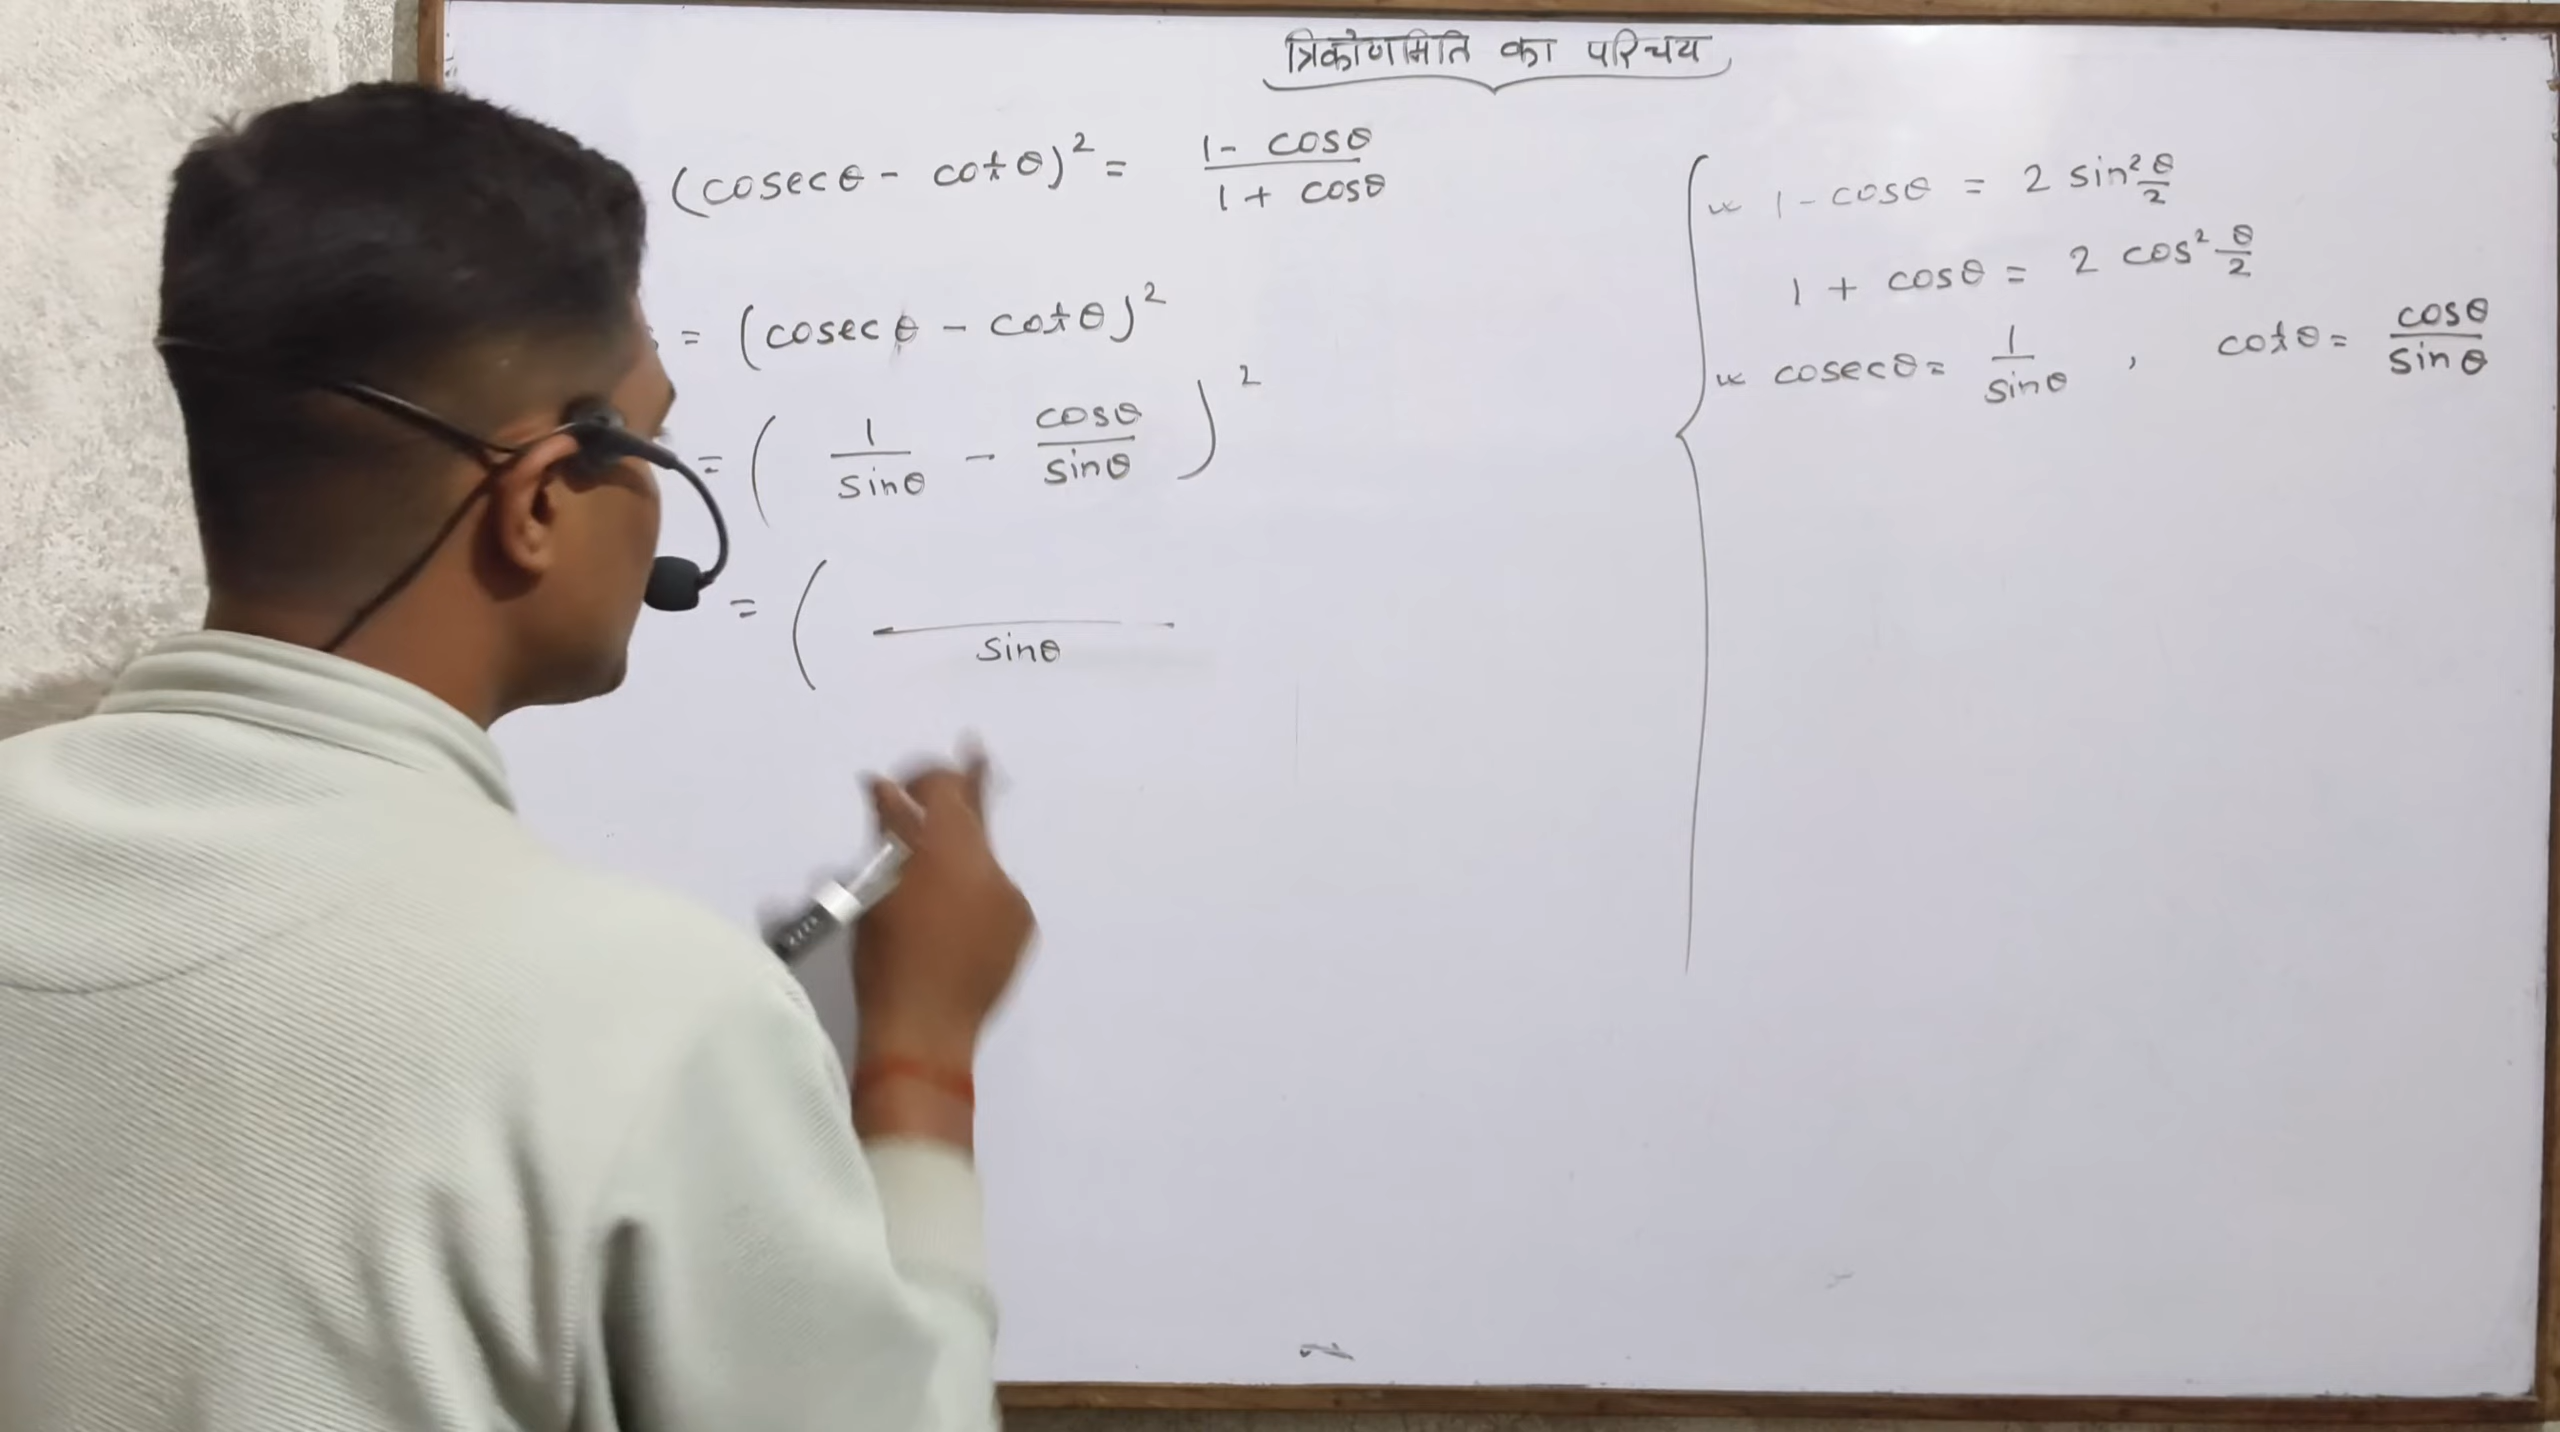 त्रिकोणमिति का परिचय
(cosecθ - cotθ)² = 1 - cosθ / 1 + cosθ
= (cosecθ - cotθ)²
= ( 1 / sinθ - cosθ / sinθ )²
= ( / sinθ
1 - cosθ = 2 sin² θ/2
1 + cosθ = 2 cos² θ/2
cosecθ = 1 / sinθ , cotθ = cosθ / sinθ